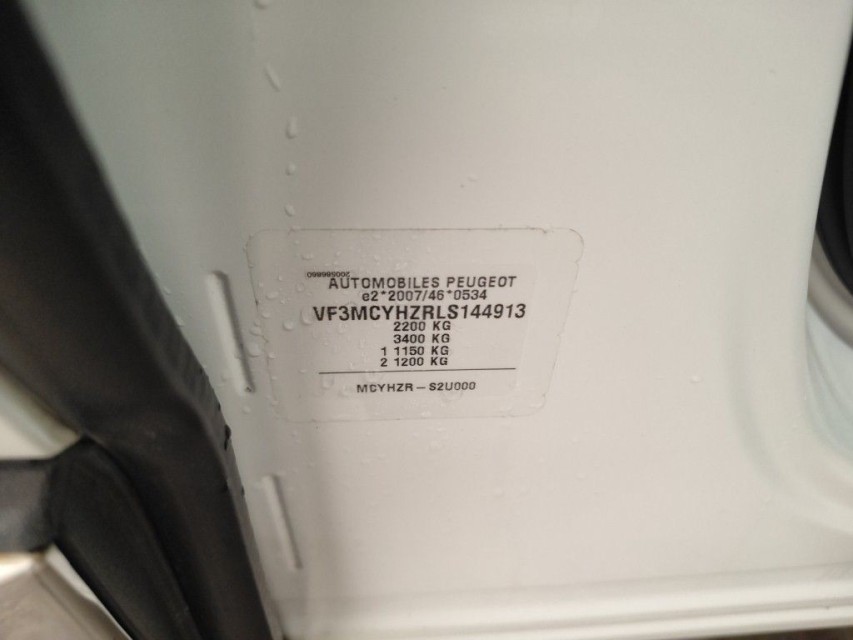 AUTOMOBILES PEUGEOT
e2*2007/46*0534
VF3MCYHZRLS144913
2200 KG
3400 KG
1 1150 KG
2 1200 KG
MCYHZR – S2U000